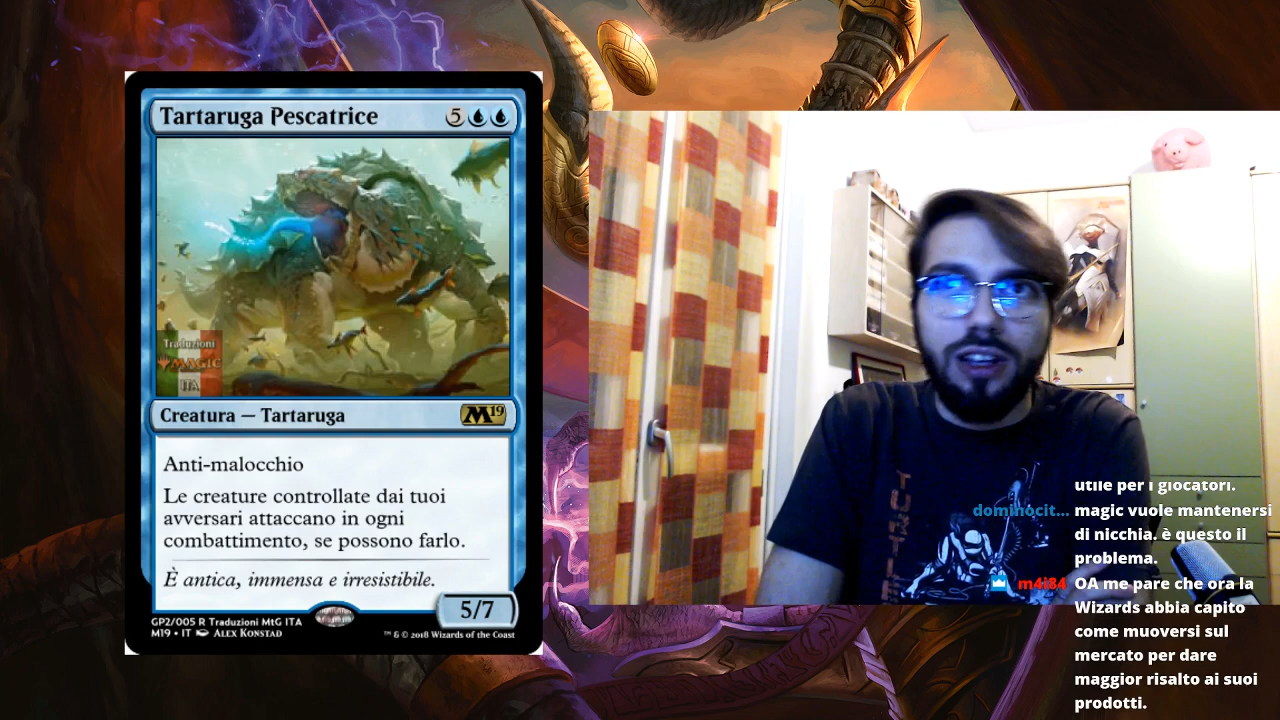 Tartaruga Pescatrice 5
Traduzioni
MAGIC
ITA
Creatura — Tartaruga M19
Anti-malocchio
Le creature controllate dai tuoi
avversari attaccano in ogni
combattimento, se possono farlo.
È antica, immensa e irresistibile.
5/7
GP2/005 R Traduzioni MtG ITA
M19 • IT ALEX KONSTAD
™ & © 2018 Wizards of the Coast
utile per i giocatori.
dominocit... magic vuole mantenersi
di nicchia. è questo il
problema.
m4i84 OA me pare che ora la
Wizards abbia capito
come muoversi sul
mercato per dare
maggior risalto ai suoi
prodotti.